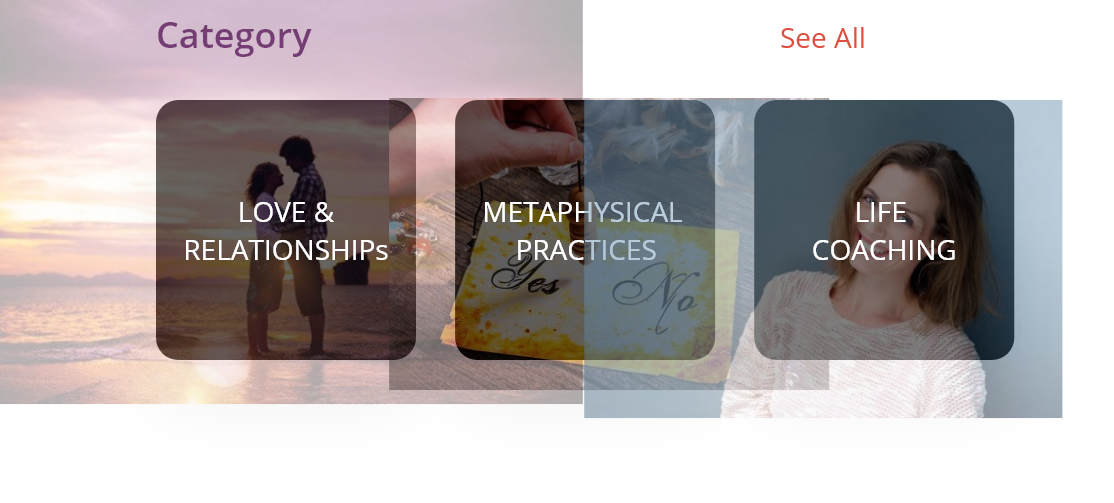 Category
See All
LOVE &
RELATIONSHIPs
METAPHYSICAL
PRACTICES
LIFE
COACHING
Yes
No